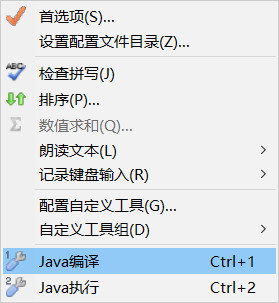 首选项(S)...
设置配置文件目录(Z)...
ABC 检查拼写(J)
排序(P)...
Σ 数值求和(Q)...
朗读文本(L)
记录键盘输入(R)
配置自定义工具(G)...
自定义工具组(D)
1 Java编译 Ctrl+1
2 Java执行 Ctrl+2